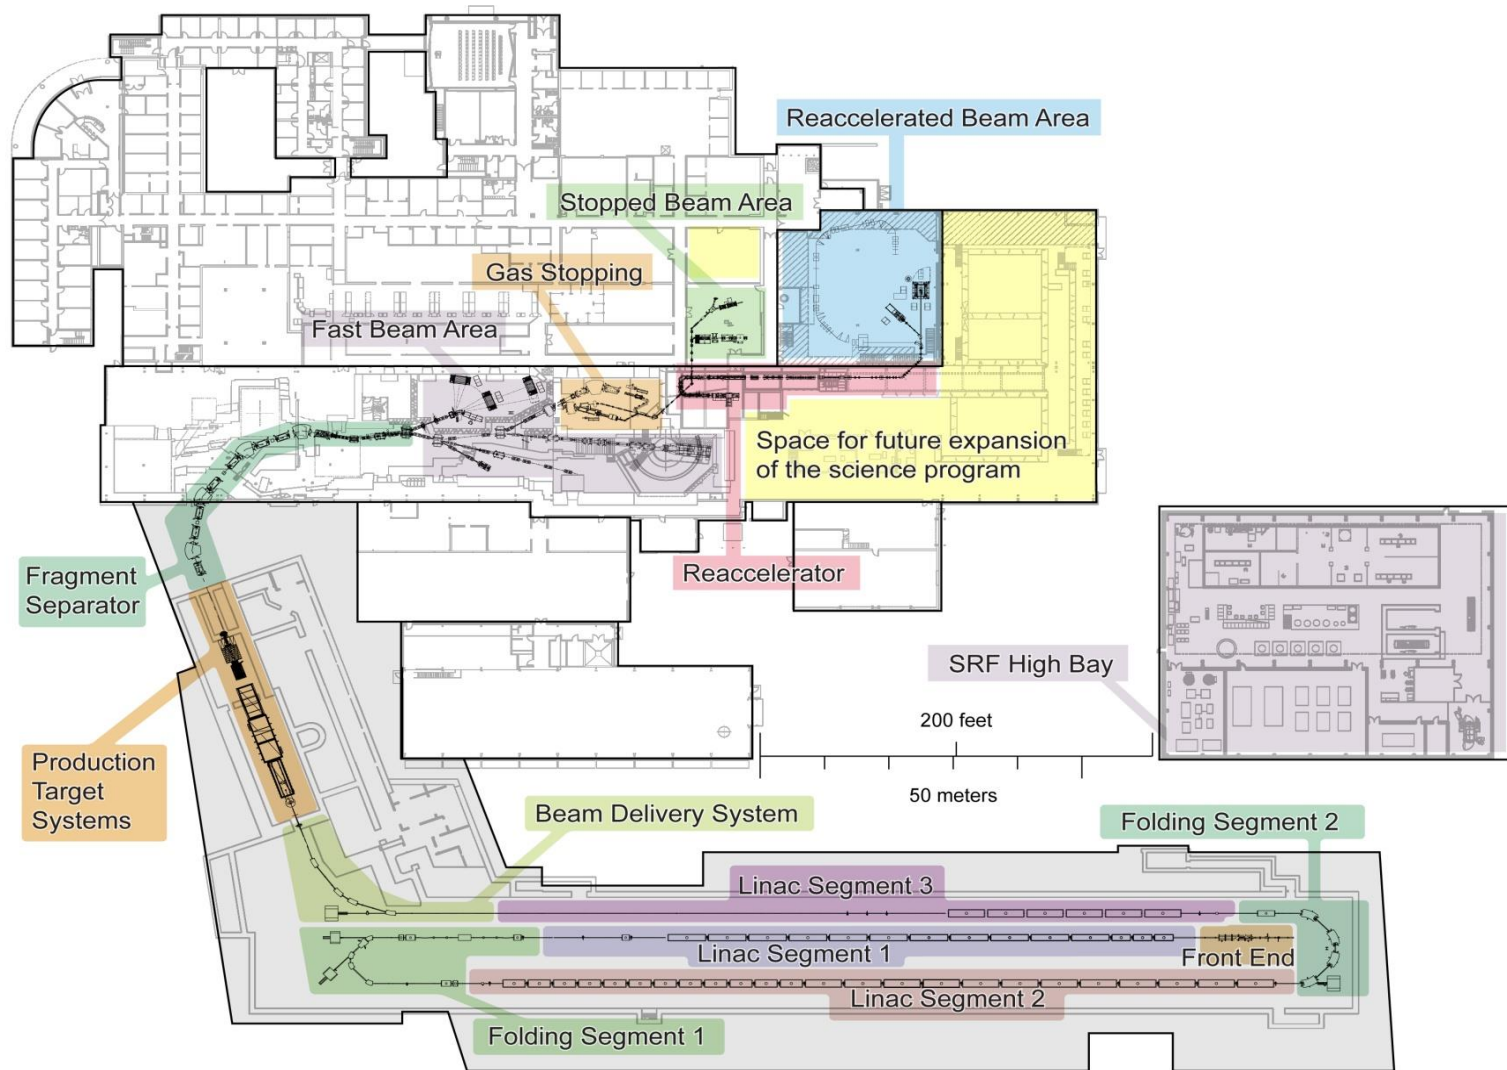 Reaccelerated Beam Area
Stopped Beam Area
Gas Stopping
Fast Beam Area
Space for future expansion
of the science program
Fragment
Separator
Reaccelerator
SRF High Bay
200 feet
50 meters
Production
Target
Systems
Beam Delivery System
Folding Segment 2
Linac Segment 3
Linac Segment 1
Front End
Linac Segment 2
Folding Segment 1